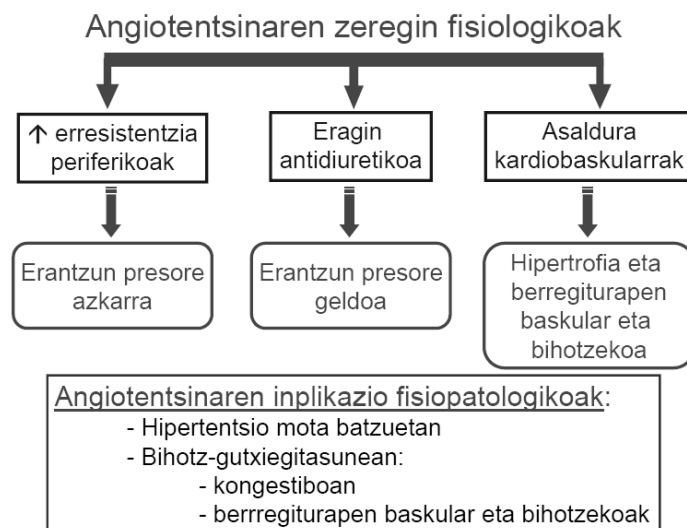 Angiotentsinaren zeregin fisiologikoak
↑ erresistentzia
periferikoak
Eragin
antidiuretikoa
Asaldura
kardiobaskularrak
Erantzun presore
azkarra
Erantzun presore
geldoa
Hipertrofia eta
berregiturapen
baskular eta
bihotzekoa
Angiotentsinaren inplikazio fisiopatologikoak:
- Hipertentsio mota batzuetan
- Bihotz-gutxiegitasunean:
- kongestiboan
- berrregiturapen baskular eta bihotzekoak